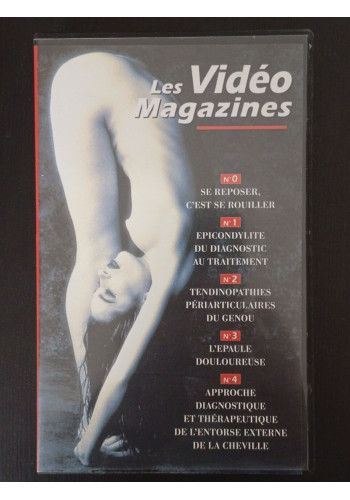 Les Vidéo
Magazines
N°0
SE REPOSER,
C'EST SE ROUILLER
N°1
EPICONDYLITE
DU DIAGNOSTIC
AU TRAITEMENT
N°2
TENDINOPATHIES
PÉRIARTICULAIRES
DU GENOU
N°3
L'EPAULE
DOULOUREUSE
N°4
APPROCHE
DIAGNOSTIQUE
ET THÉRAPEUTIQUE
DE L'ENTORSE EXTERNE
DE LA CHEVILLE